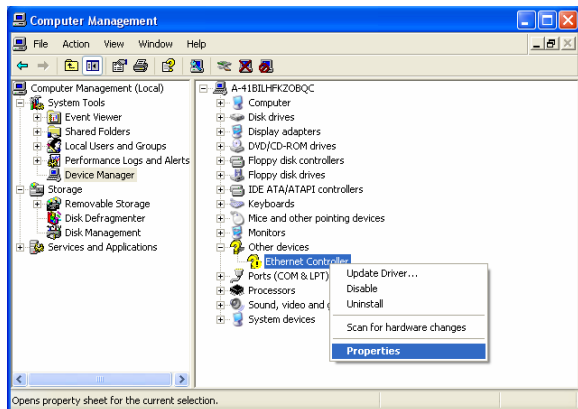 Computer Management
File Action View Window Help
Computer Management (Local)
System Tools
Event Viewer
Shared Folders
Local Users and Groups
Performance Logs and Alerts
Device Manager
Storage
Removable Storage
Disk Defragmenter
Disk Management
Services and Applications
A-41BILHFKZOBQC
Computer
Disk drives
Display adapters
DVD/CD-ROM drives
Floppy disk controllers
Floppy disk drives
IDE ATA/ATAPI controllers
Keyboards
Mice and other pointing devices
Monitors
Other devices
Ethernet Controller
Ports (COM & LPT)
Processors
Sound, video and
System devices
Update Driver...
Disable
Uninstall
Scan for hardware changes
Properties
Opens property sheet for the current selection.